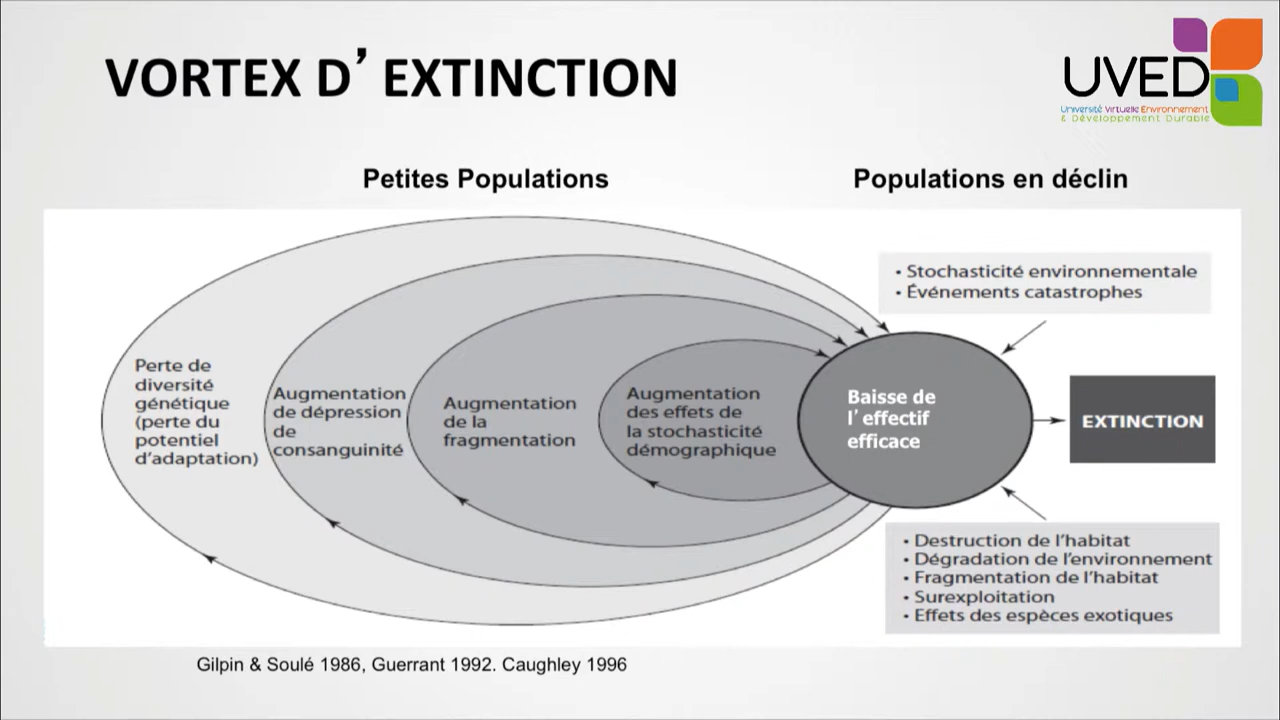 VORTEX D’ EXTINCTION
UVED
Université Virtuelle Environnement
& Développement Durable
Petites Populations
Populations en déclin
• Stochasticité environnementale
• Événements catastrophes
Perte de
diversité
génétique
(perte du
potentiel
d’adaptation)
Augmentation
de dépression
de
consanguinité
Augmentation
de la
fragmentation
Augmentation
des effets de
la stochasticité
démographique
Baisse de
l’ effectif
efficace
EXTINCTION
• Destruction de l’habitat
• Dégradation de l’environnement
• Fragmentation de l’habitat
• Surexploitation
• Effets des espèces exotiques
Gilpin & Soulé 1986, Guerrant 1992. Caughley 1996